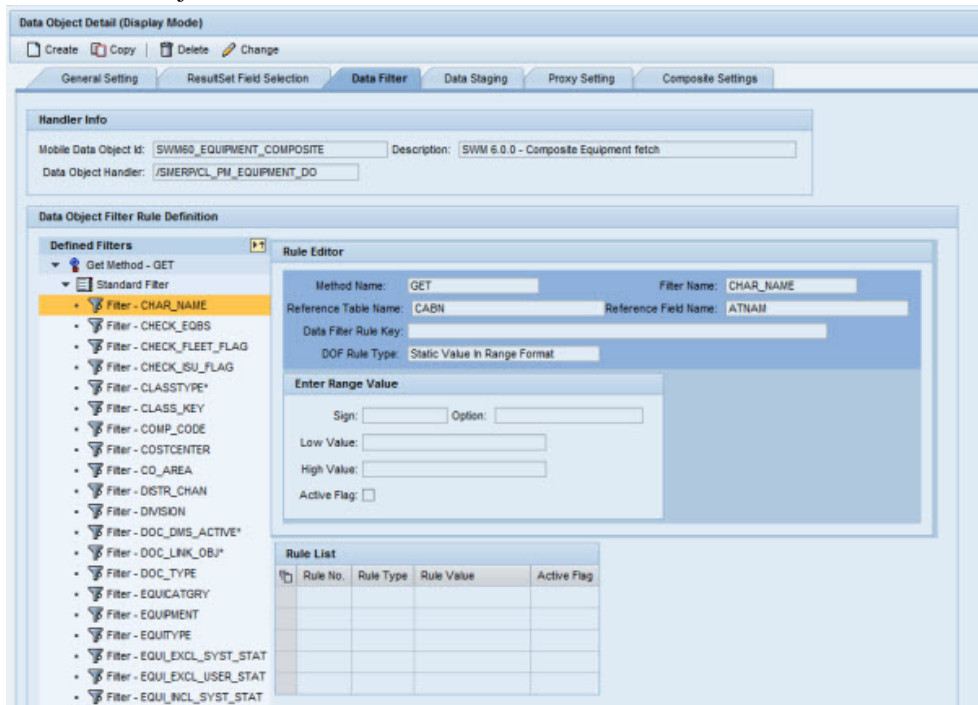 Data Object Detail (Display Mode)
Create Copy | Delete Change
General Setting ResultSet Field Selection Data Filter Data Staging Proxy Setting Composite Settings
Handler Info
Mobile Data Object Id: SWM60_EQUIPMENT_COMPOSITE Description: SWM 6.0.0 - Composite Equipment fetch
Data Object Handler: /SMERP/CL_PM_EQUIPMENT_DO
Data Object Filter Rule Definition
Defined Filters
Get Method - GET
Standard Filter
Filter - CHAR_NAME
Filter - CHECK_EQBS
Filter - CHECK_FLEET_FLAG
Filter - CHECK_ISU_FLAG
Filter - CLASSTYPE*
Filter - CLASS_KEY
Filter - COMP_CODE
Filter - COSTCENTER
Filter - CO_AREA
Filter - DISTR_CHAN
Filter - DIVISION
Filter - DOC_DMS_ACTIVE*
Filter - DOC_LINK_OBJ*
Filter - DOC_TYPE
Filter - EQUICATGRY
Filter - EQUIPMENT
Filter - EQUITYPE
Filter - EQUI_EXCL_SYST_STAT
Filter - EQUI_EXCL_USER_STAT
Filter - EQUI_INCL_SYST_STAT
Rule Editor
Method Name: GET Filter Name: CHAR_NAME
Reference Table Name: CABN Reference Field Name: ATNAM
Data Filter Rule Key:
DOF Rule Type: Static Value In Range Format
Enter Range Value
Sign: Option:
Low Value:
High Value:
Active Flag:
Rule List
Rule No. Rule Type Rule Value Active Flag